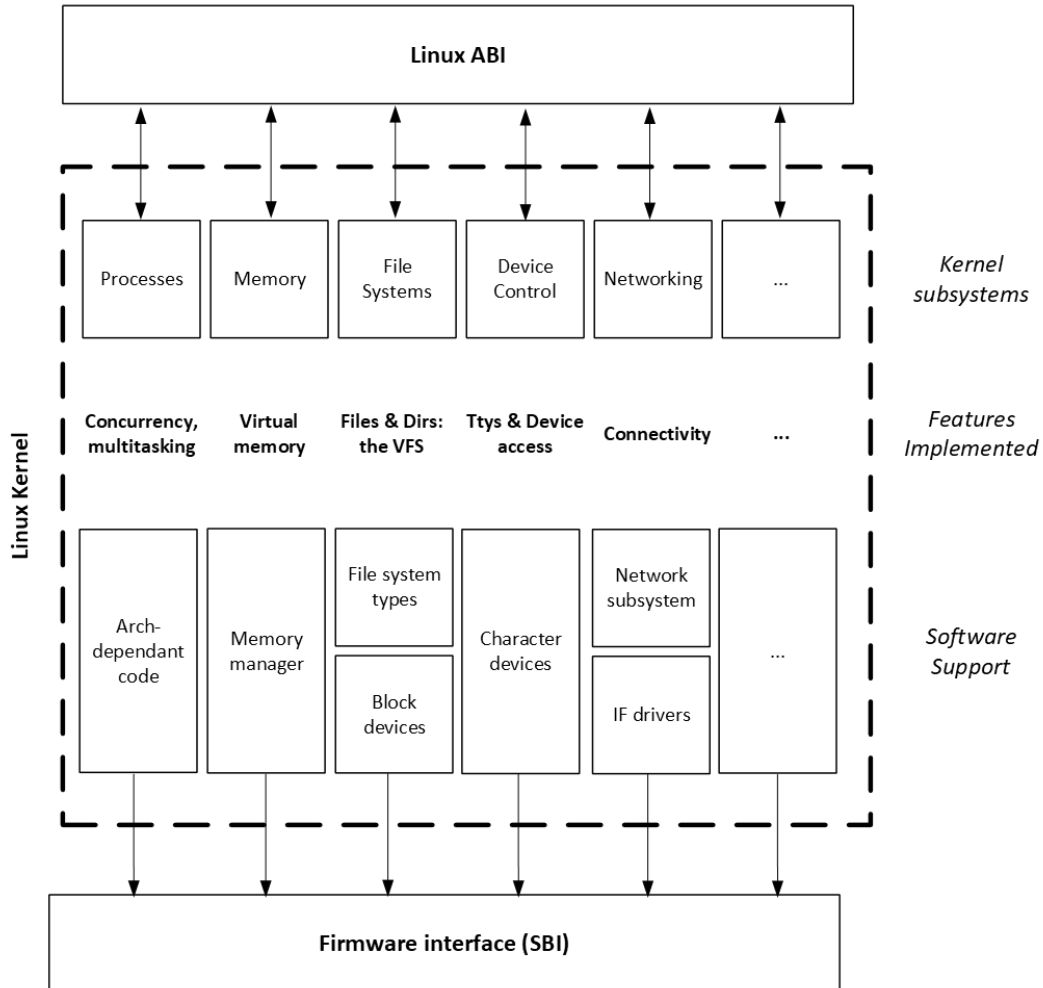 Linux ABI
Processes
Memory
File
Systems
Device
Control
Networking
...
Kernel
subsystems
Concurrency,
multitasking
Virtual
memory
Files & Dirs:
the VFS
Ttys & Device
access
Connectivity
...
Features
Implemented
Linux Kernel
Arch-
dependant
code
Memory
manager
File system
types
Block
devices
Character
devices
Network
subsystem
IF drivers
...
Software
Support
Firmware interface (SBI)